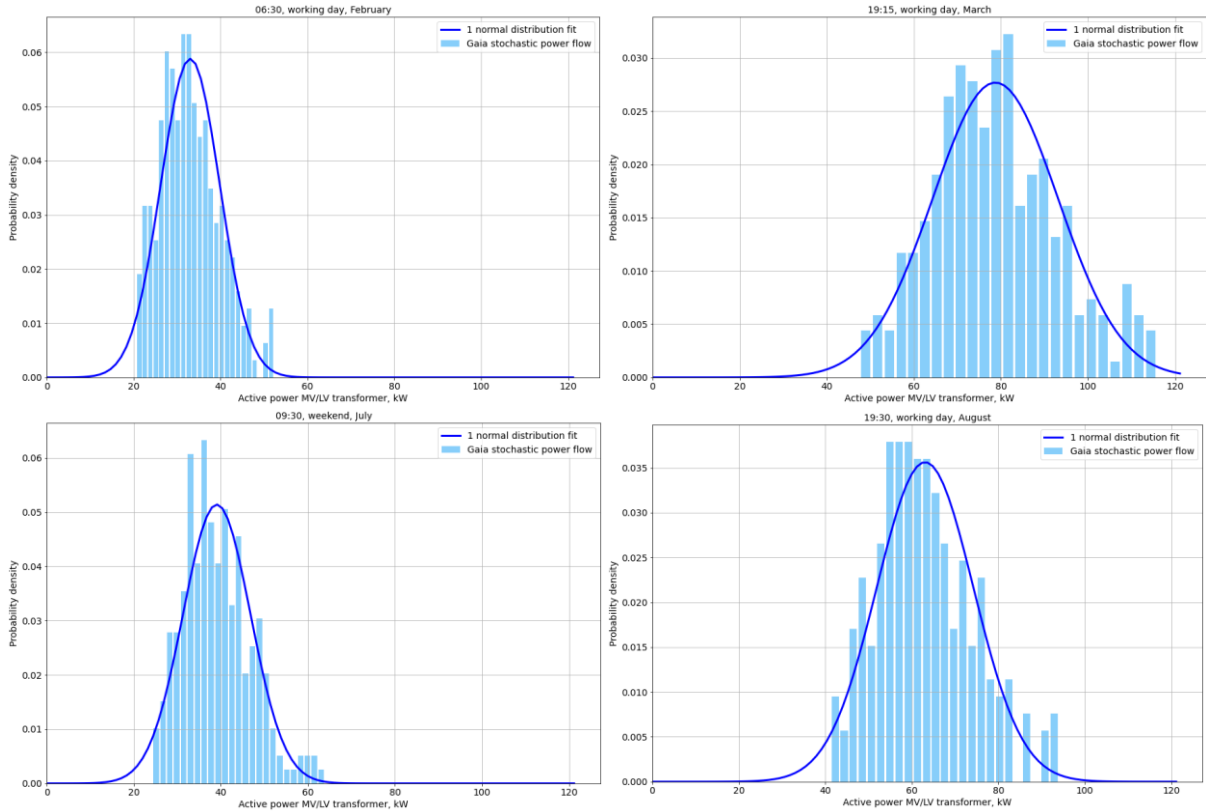 06:30, working day, February
1 normal distribution fit
Gaia stochastic power flow
Probability density
0.06
0.05
0.04
0.03
0.02
0.01
0.00
0 20 40 60 80 100 120
Active power MV/LV transformer, kW
19:15, working day, March
1 normal distribution fit
Gaia stochastic power flow
Probability density
0.030
0.025
0.020
0.015
0.010
0.005
0.000
0 20 40 60 80 100 120
Active power MV/LV transformer, kW
09:30, weekend, July
1 normal distribution fit
Gaia stochastic power flow
Probability density
0.06
0.05
0.04
0.03
0.02
0.01
0.00
0 20 40 60 80 100 120
Active power MV/LV transformer, kW
19:30, working day, August
1 normal distribution fit
Gaia stochastic power flow
Probability density
0.035
0.030
0.025
0.020
0.015
0.010
0.005
0.000
0 20 40 60 80 100 120
Active power MV/LV transformer, kW